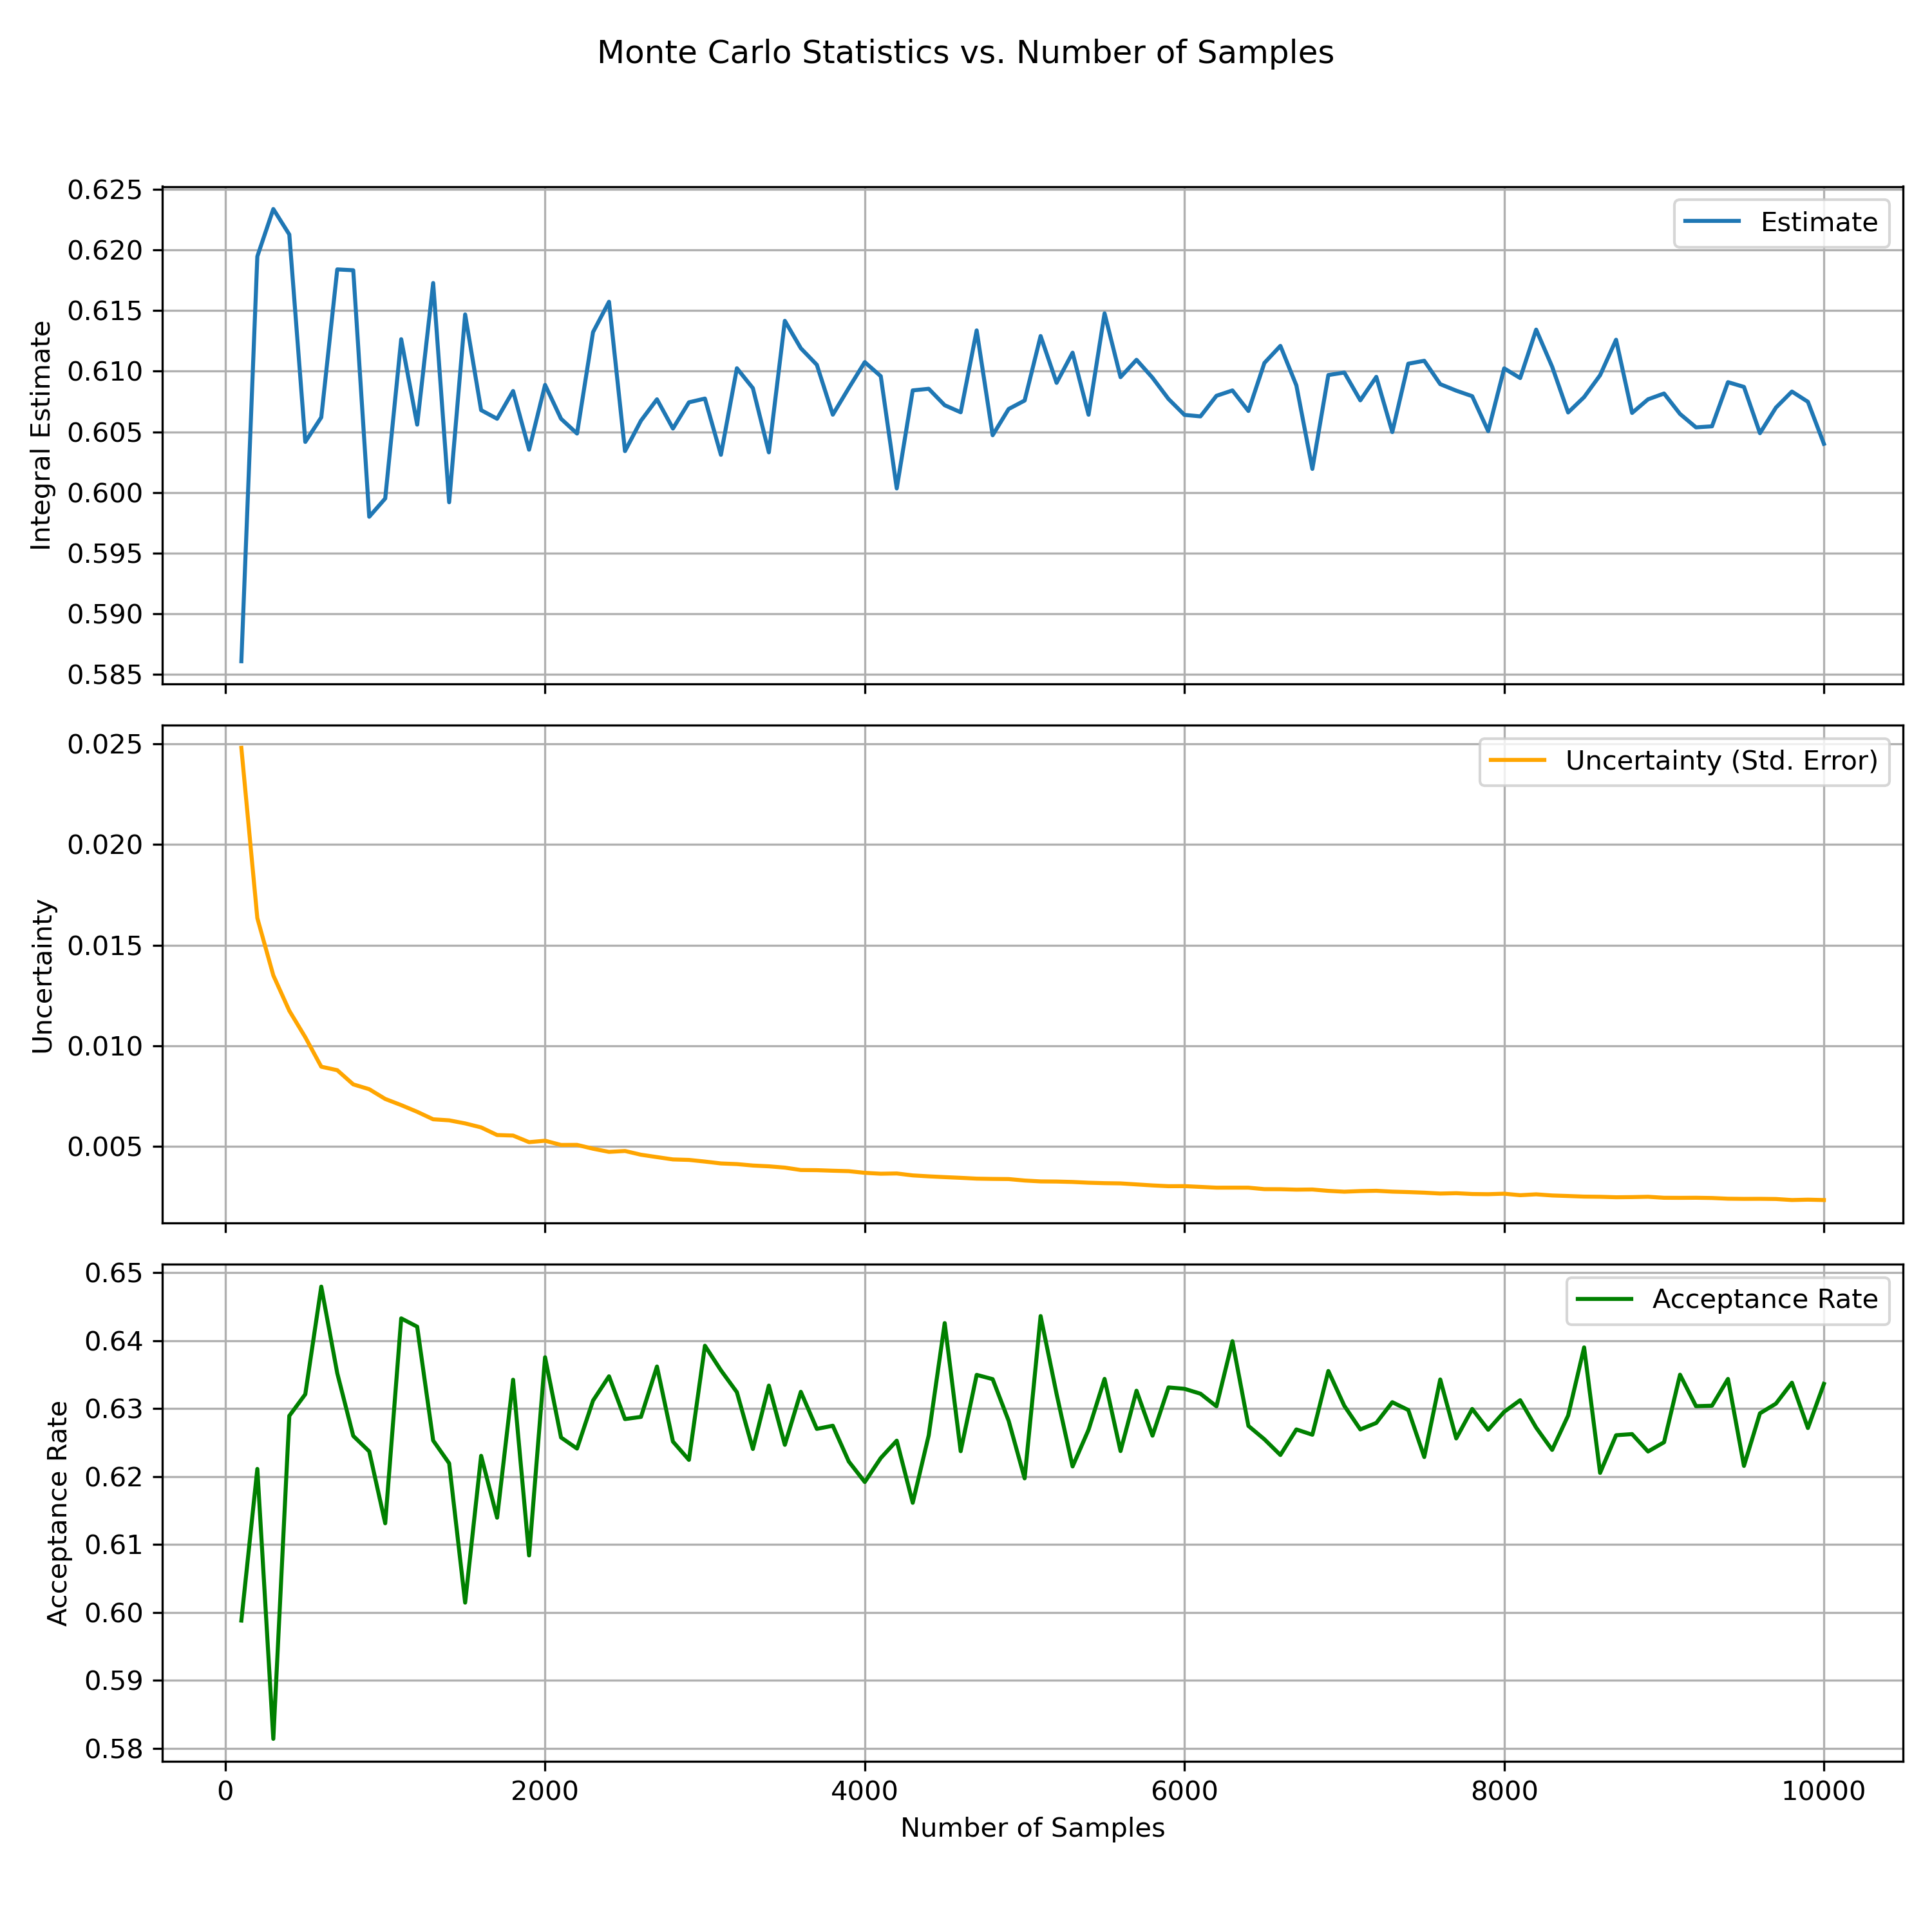 Monte Carlo Statistics vs. Number of Samples
Integral Estimate
0.625
0.620
0.615
0.610
0.605
0.600
0.595
0.590
0.585
Estimate
Uncertainty
0.025
0.020
0.015
0.010
0.005
Uncertainty (Std. Error)
Acceptance Rate
0.65
0.64
0.63
0.62
0.61
0.60
0.59
0.58
Acceptance Rate
0 2000 4000 6000 8000 10000
Number of Samples